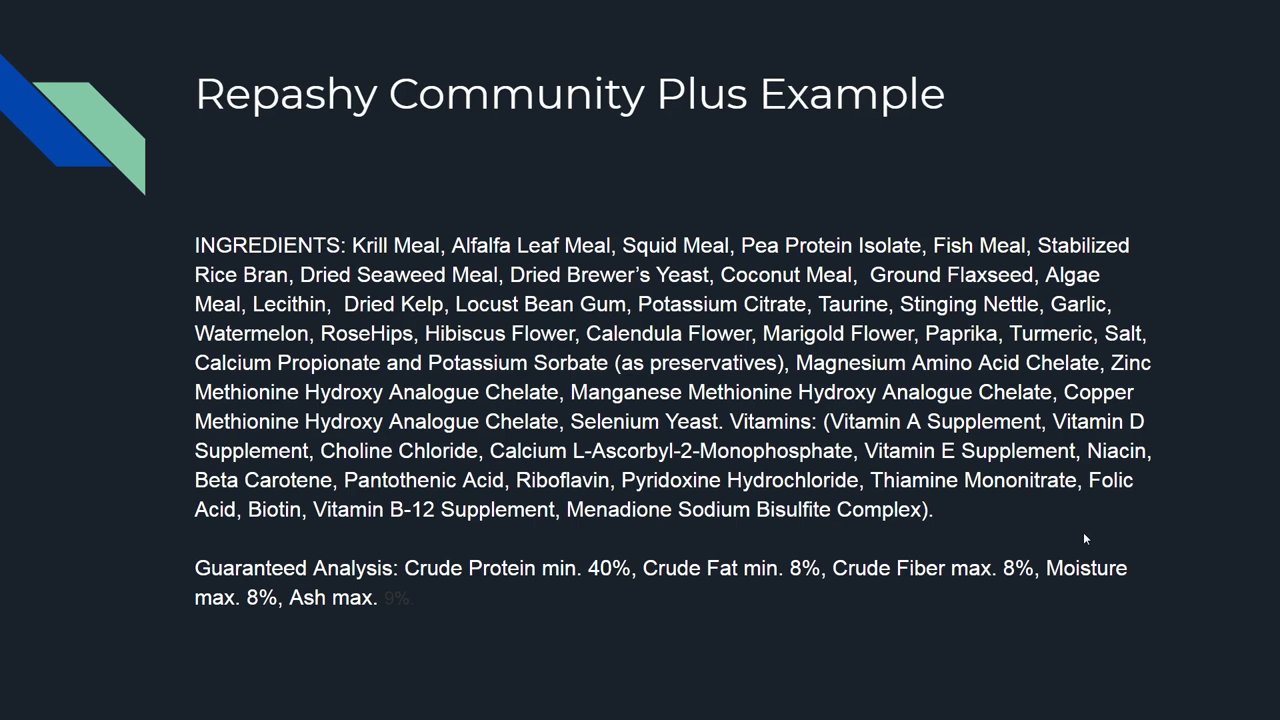 Repashy Community Plus Example
INGREDIENTS: Krill Meal, Alfalfa Leaf Meal, Squid Meal, Pea Protein Isolate, Fish Meal, Stabilized
Rice Bran, Dried Seaweed Meal, Dried Brewer’s Yeast, Coconut Meal,  Ground Flaxseed, Algae
Meal, Lecithin,  Dried Kelp, Locust Bean Gum, Potassium Citrate, Taurine, Stinging Nettle, Garlic,
Watermelon, RoseHips, Hibiscus Flower, Calendula Flower, Marigold Flower, Paprika, Turmeric, Salt,
Calcium Propionate and Potassium Sorbate (as preservatives), Magnesium Amino Acid Chelate, Zinc
Methionine Hydroxy Analogue Chelate, Manganese Methionine Hydroxy Analogue Chelate, Copper
Methionine Hydroxy Analogue Chelate, Selenium Yeast. Vitamins: (Vitamin A Supplement, Vitamin D
Supplement, Choline Chloride, Calcium L-Ascorbyl-2-Monophosphate, Vitamin E Supplement, Niacin,
Beta Carotene, Pantothenic Acid, Riboflavin, Pyridoxine Hydrochloride, Thiamine Mononitrate, Folic
Acid, Biotin, Vitamin B-12 Supplement, Menadione Sodium Bisulfite Complex).
Guaranteed Analysis: Crude Protein min. 40%, Crude Fat min. 8%, Crude Fiber max. 8%, Moisture
max. 8%, Ash max. 9%.